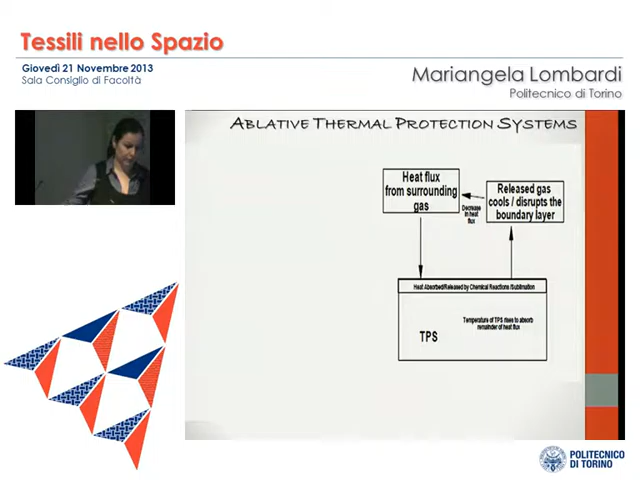 Tessili nello Spazio
Giovedì 21 Novembre 2013
Sala Consiglio di Facoltà
Mariangela Lombardi
Politecnico di Torino
ABLATIVE THERMAL PROTECTION SYSTEMS
Heat flux
from surrounding
gas
Decrease
in heat
flux
Released gas
cools / disrupts the
boundary layer
Heat Absorbed/Released by Chemical Reactions /Sublimation
Temperature of TPS rises to absorb
remainder of heat flux
TPS
POLITECNICO
DI TORINO